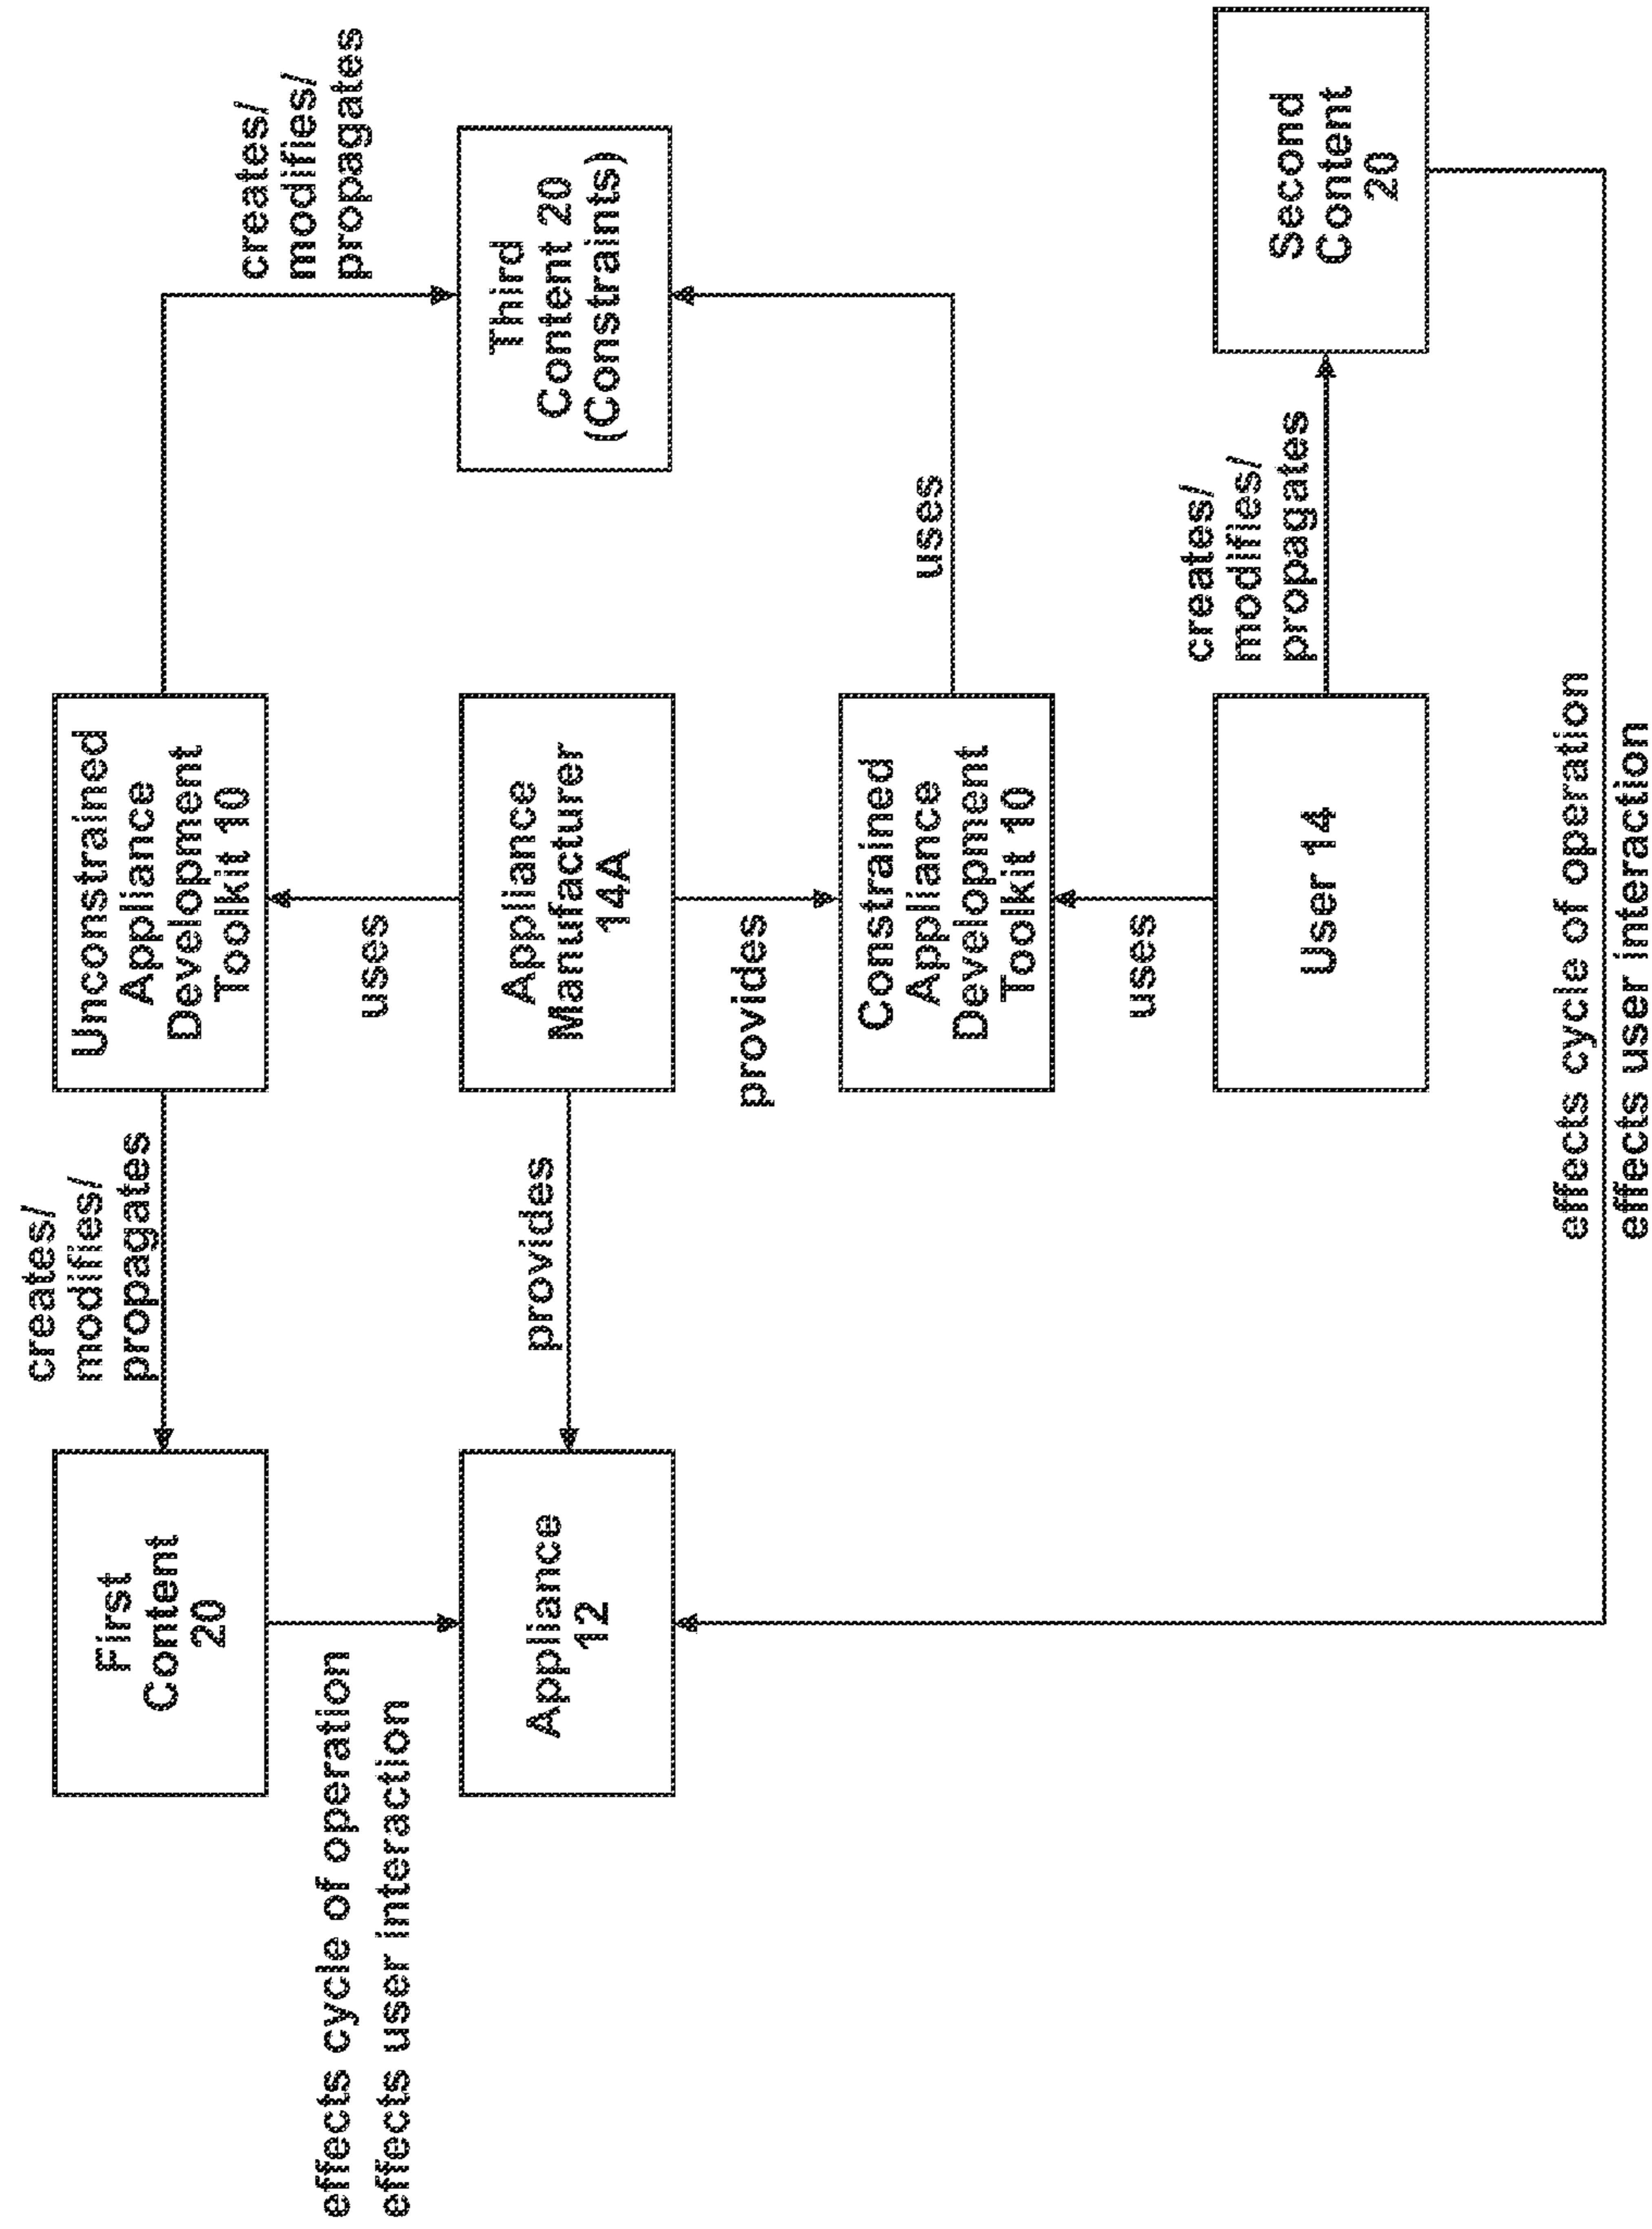 creates/
modifies/
propagates
First
Content
20
Unconstrained
Appliance
Development
Toolkit 10
creates/
modifies/
propagates
effects cycle of operation
effects user interaction
uses
Appliance
12
provides
Appliance
Manufacturer
14A
Third
Content 20
(Constraints)
provides
Constrained
Appliance
Development
Toolkit 10
uses
uses
User 14
creates/
modifies/
propagates
Second
Content
20
effects cycle of operation
effects user interaction